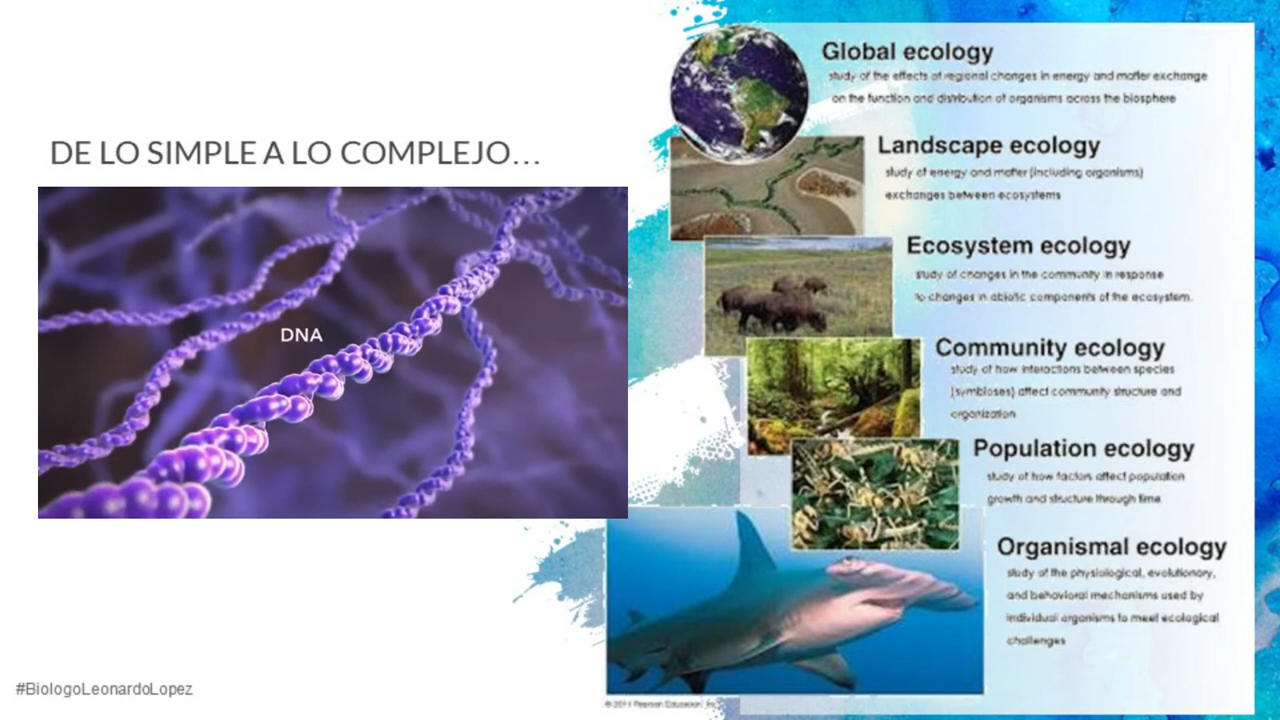 DE LO SIMPLE A LO COMPLEJO...
DNA
#BiologoLeonardoLopez
Global ecology
study of the effects of regional changes in energy and matter exchange
on the function and distribution of organisms across the biosphere
Landscape ecology
study of energy and matter (including organisms)
exchanges between ecosystems
Ecosystem ecology
study of changes in the community in response
to changes in abiotic components of the ecosystem.
Community ecology
study of how interactions between species
(symbioses) affect community structure and
organization
Population ecology
study of how factors affect population
growth and structure through time
Organismal ecology
study of the physiological, evolutionary,
and behavioral mechanisms used by
individual organisms to meet ecological
challenges
© 2011 Pearson Education, Inc.